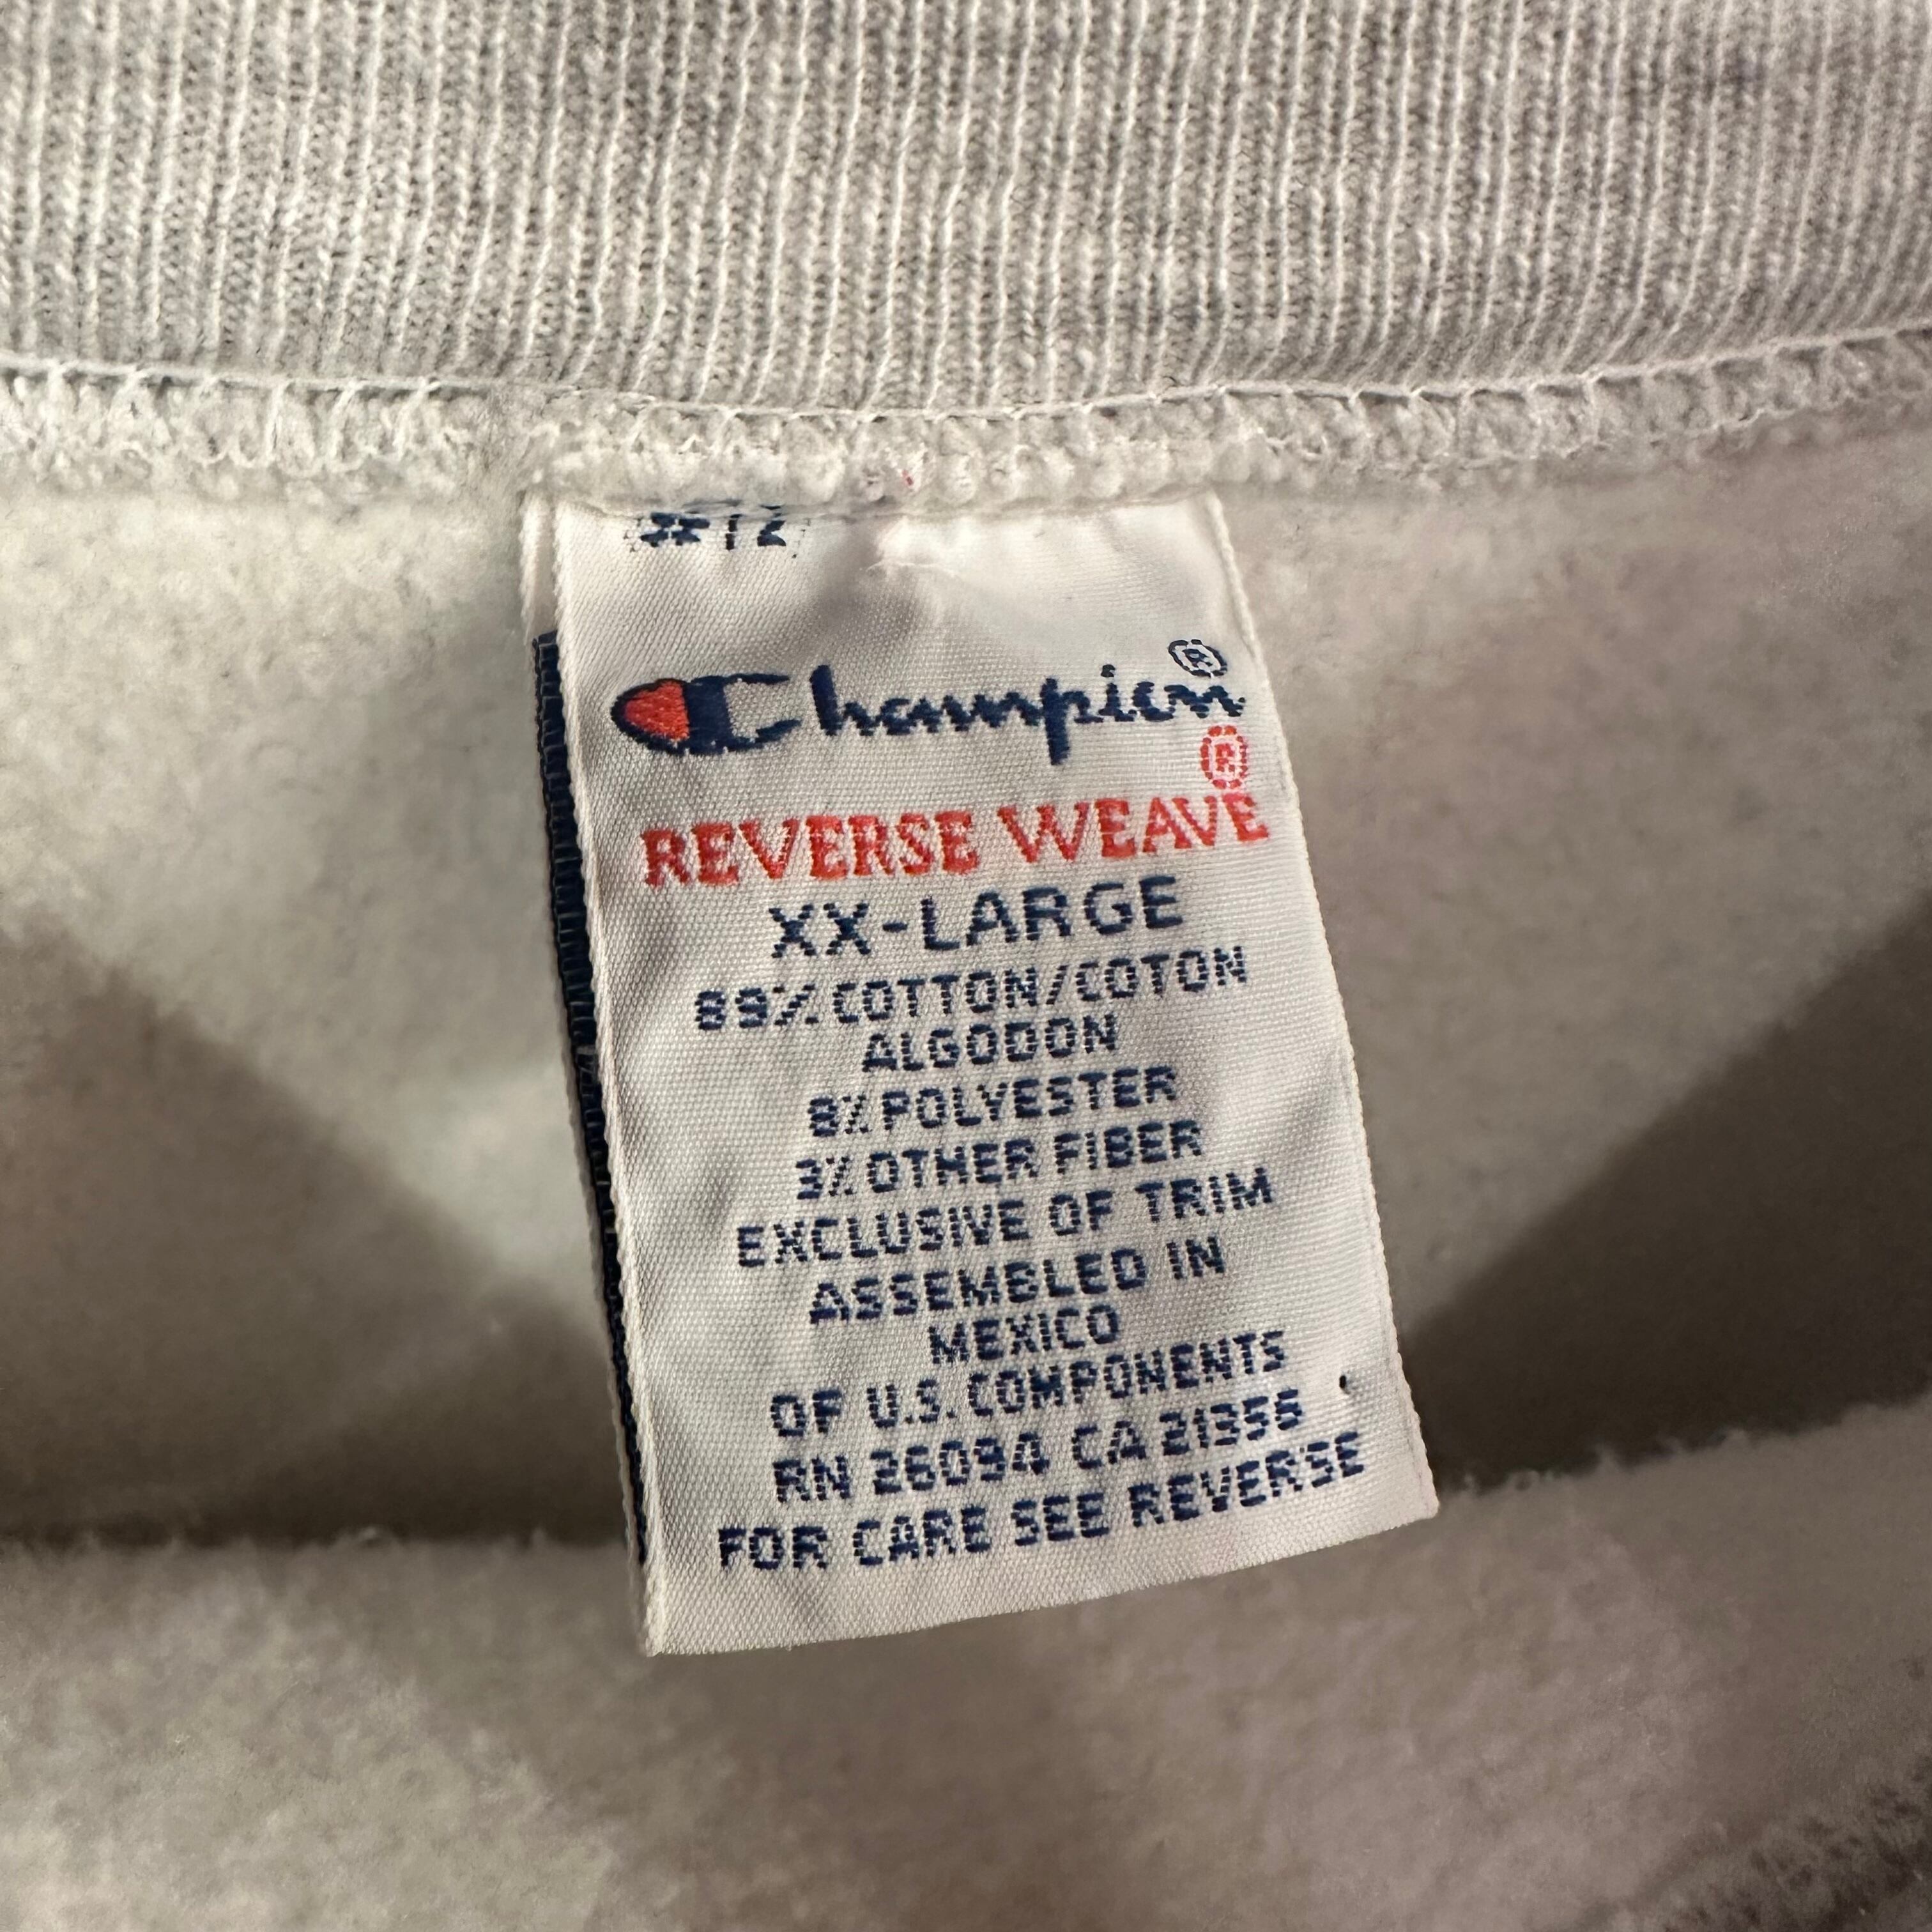 Champion®
®
REVERSE WEAVE
XX-LARGE
89% COTTON/COTON
ALGODON
8% POLYESTER
3% OTHER FIBER
EXCLUSIVE OF TRIM
ASSEMBLED IN
MEXICO
OF U.S. COMPONENTS
RN 26094 CA 21356
FOR CARE SEE REVERSE